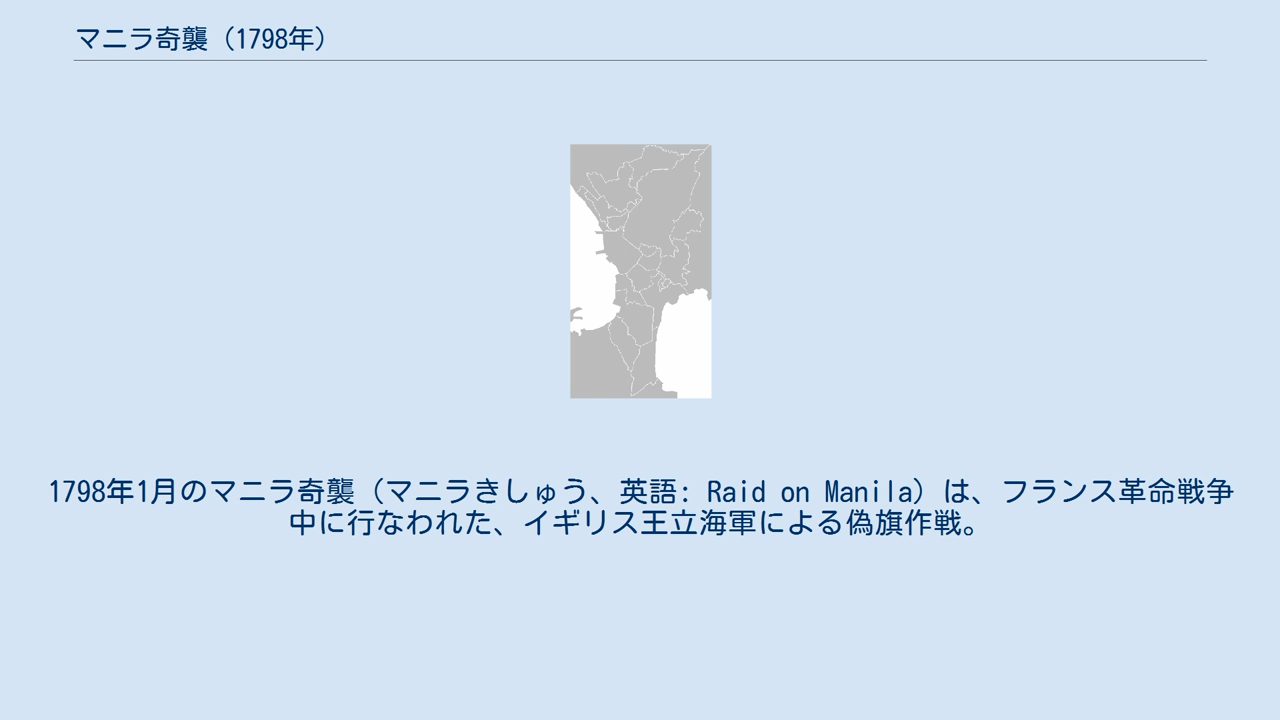 マニラ奇襲（1798年）
1798年1月のマニラ奇襲（マニラきしゅう、英語: Raid on Manila）は、フランス革命戦争
中に行なわれた、イギリス王立海軍による偽旗作戦。